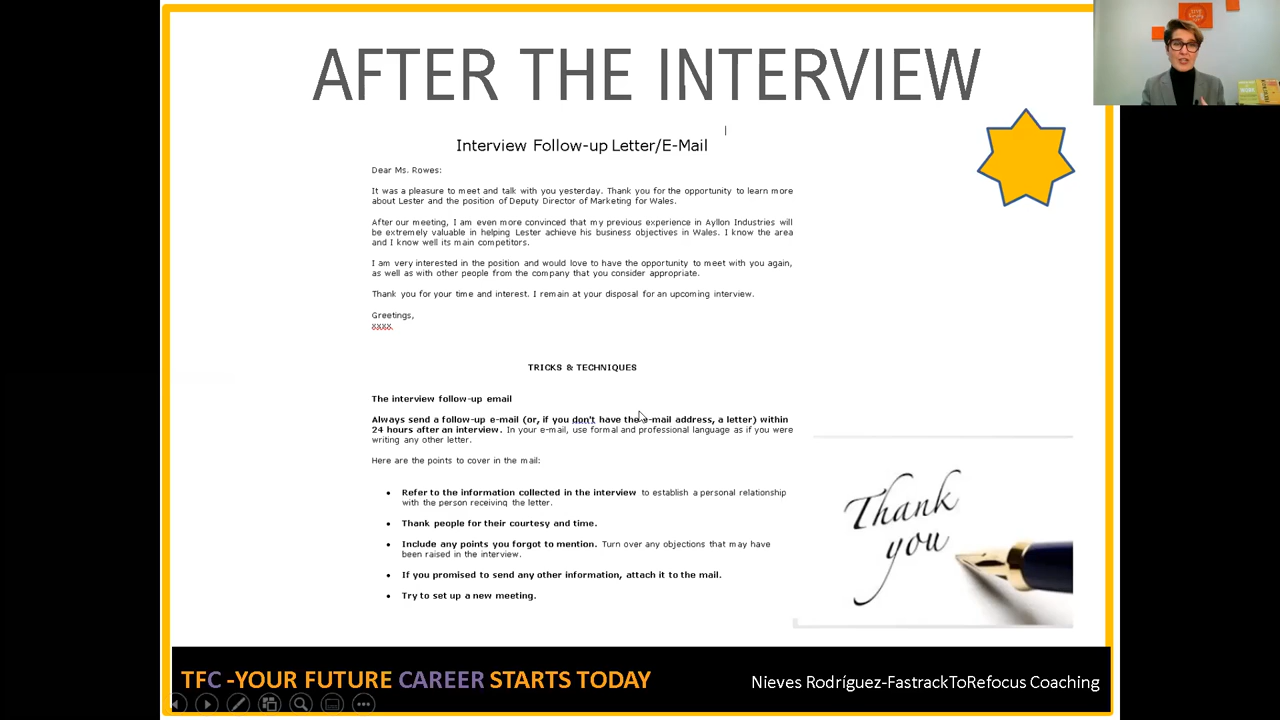 AFTER THE INTERVIEW
Interview Follow-up Letter/E-Mail
Dear Ms. Rowes:
It was a pleasure to meet and talk with you yesterday. Thank you for the opportunity to learn more
about Lester and the position of Deputy Director of Marketing for Wales.
After our meeting, I am even more convinced that my previous experience in Ayllon Industries will
be extremely valuable in helping Lester achieve his business objectives in Wales. I know the area
and I know well its main competitors.
I am very interested in the position and would love to have the opportunity to meet with you again,
as well as with other people from the company that you consider appropriate.
Thank you for your time and interest. I remain at your disposal for an upcoming interview.
Greetings,
xxxx
TRICKS & TECHNIQUES
The interview follow-up email
Always send a follow-up e-mail (or, if you don't have the e-mail address, a letter) within
24 hours after an interview. In your e-mail, use formal and professional language as if you were
writing any other letter.
Here are the points to cover in the mail:
• Refer to the information collected in the interview to establish a personal relationship
with the person receiving the letter.
• Thank people for their courtesy and time.
• Include any points you forgot to mention. Turn over any objections that may have
been raised in the interview.
• If you promised to send any other information, attach it to the mail.
• Try to set up a new meeting.
Thank
you
TFC -YOUR FUTURE CAREER STARTS TODAY
Nieves Rodríguez-FastrackToRefocus Coaching